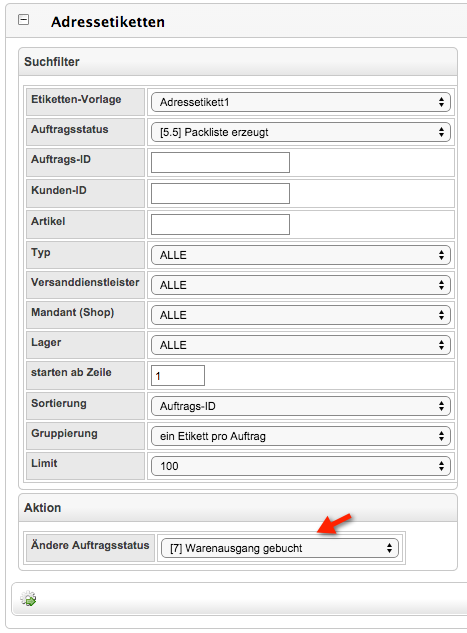 Adressetiketten
Suchfilter
Etiketten-Vorlage Adressetikett1
Auftragsstatus [5.5] Packliste erzeugt
Auftrags-ID
Kunden-ID
Artikel
Typ ALLE
Versanddienstleister ALLE
Mandant (Shop) ALLE
Lager ALLE
starten ab Zeile 1
Sortierung Auftrags-ID
Gruppierung ein Etikett pro Auftrag
Limit 100
Aktion
Ändere Auftragsstatus [7] Warenausgang gebucht